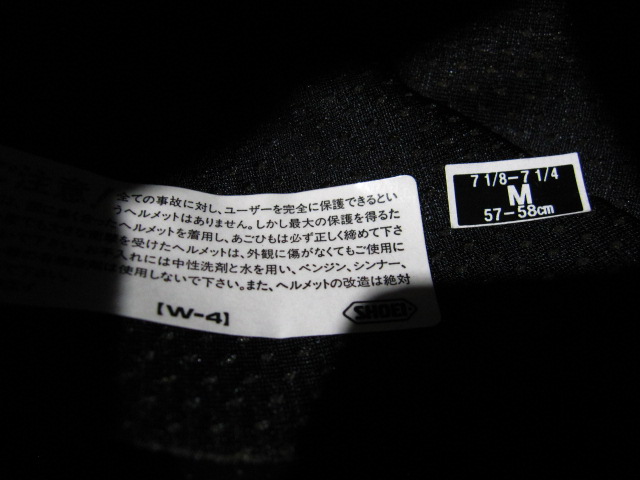 全ての事故に対し、ユーザーを完全に保護できるとい
うヘルメットはありません。しかし最大の保護を得るた
ヘルメットを着用し、あごひもは必ず正しく締めて下さ
を受けたヘルメットは、外観に傷がなくてもご使用に
入れには中性洗剤と水を用い、ベンジン、シンナー、
は使用しないで下さい。また、ヘルメットの改造は絶対
[W-4]
SHOEI
7 1/8-7 1/4
M
57-58cm